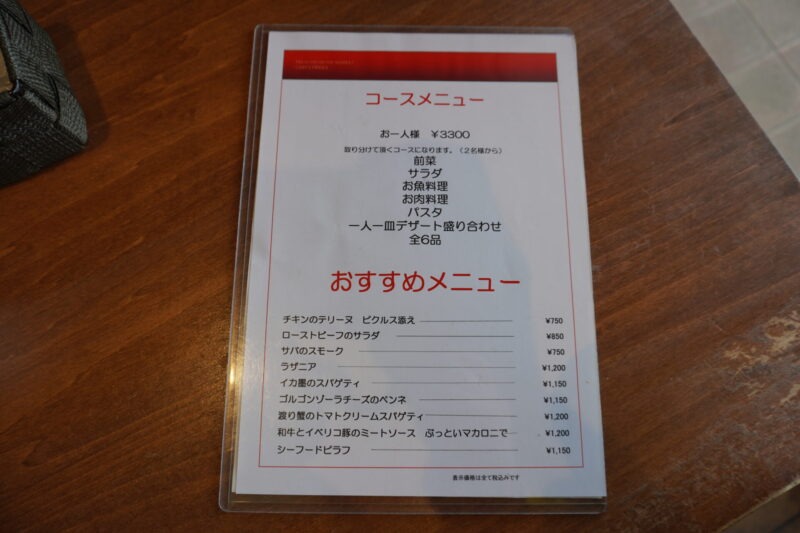 コースメニュー
お一人様　￥3300
取り分けて頂くコースになります。（２名様から）
前菜
サラダ
お魚料理
お肉料理
パスタ
一人一皿デザート盛り合わせ
全6品
おすすめメニュー
チキンのテリーヌ　ピクルス添え ¥750
ローストビーフのサラダ ¥850
サバのスモーク ¥750
ラザニア ¥1,200
イカ墨のスパゲティ ¥1,150
ゴルゴンゾーラチーズのペンネ ¥1,150
渡り蟹のトマトクリームスパゲティ ¥1,200
和牛とイベリコ豚のミートソース　ぶっといマカロニで ¥1,200
シーフードピラフ ¥1,150
表示価格は全て税込みです